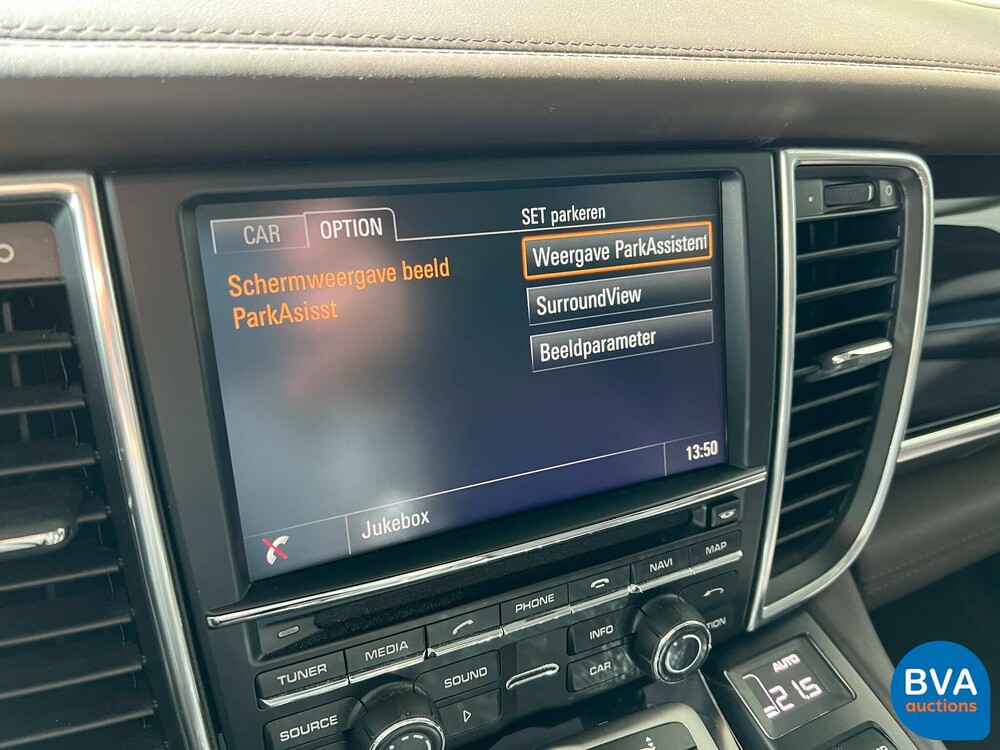 CAR OPTION
SET parkeren
Schermweergave beeld
ParkAsisst
Weergave ParkAssistent
SurroundView
Beeldparameter
13:50
Jukebox
TUNER MEDIA PHONE NAVI MAP
SOURCE SOUND INFO
CAR
AUTO
21.5
BVA
auctions